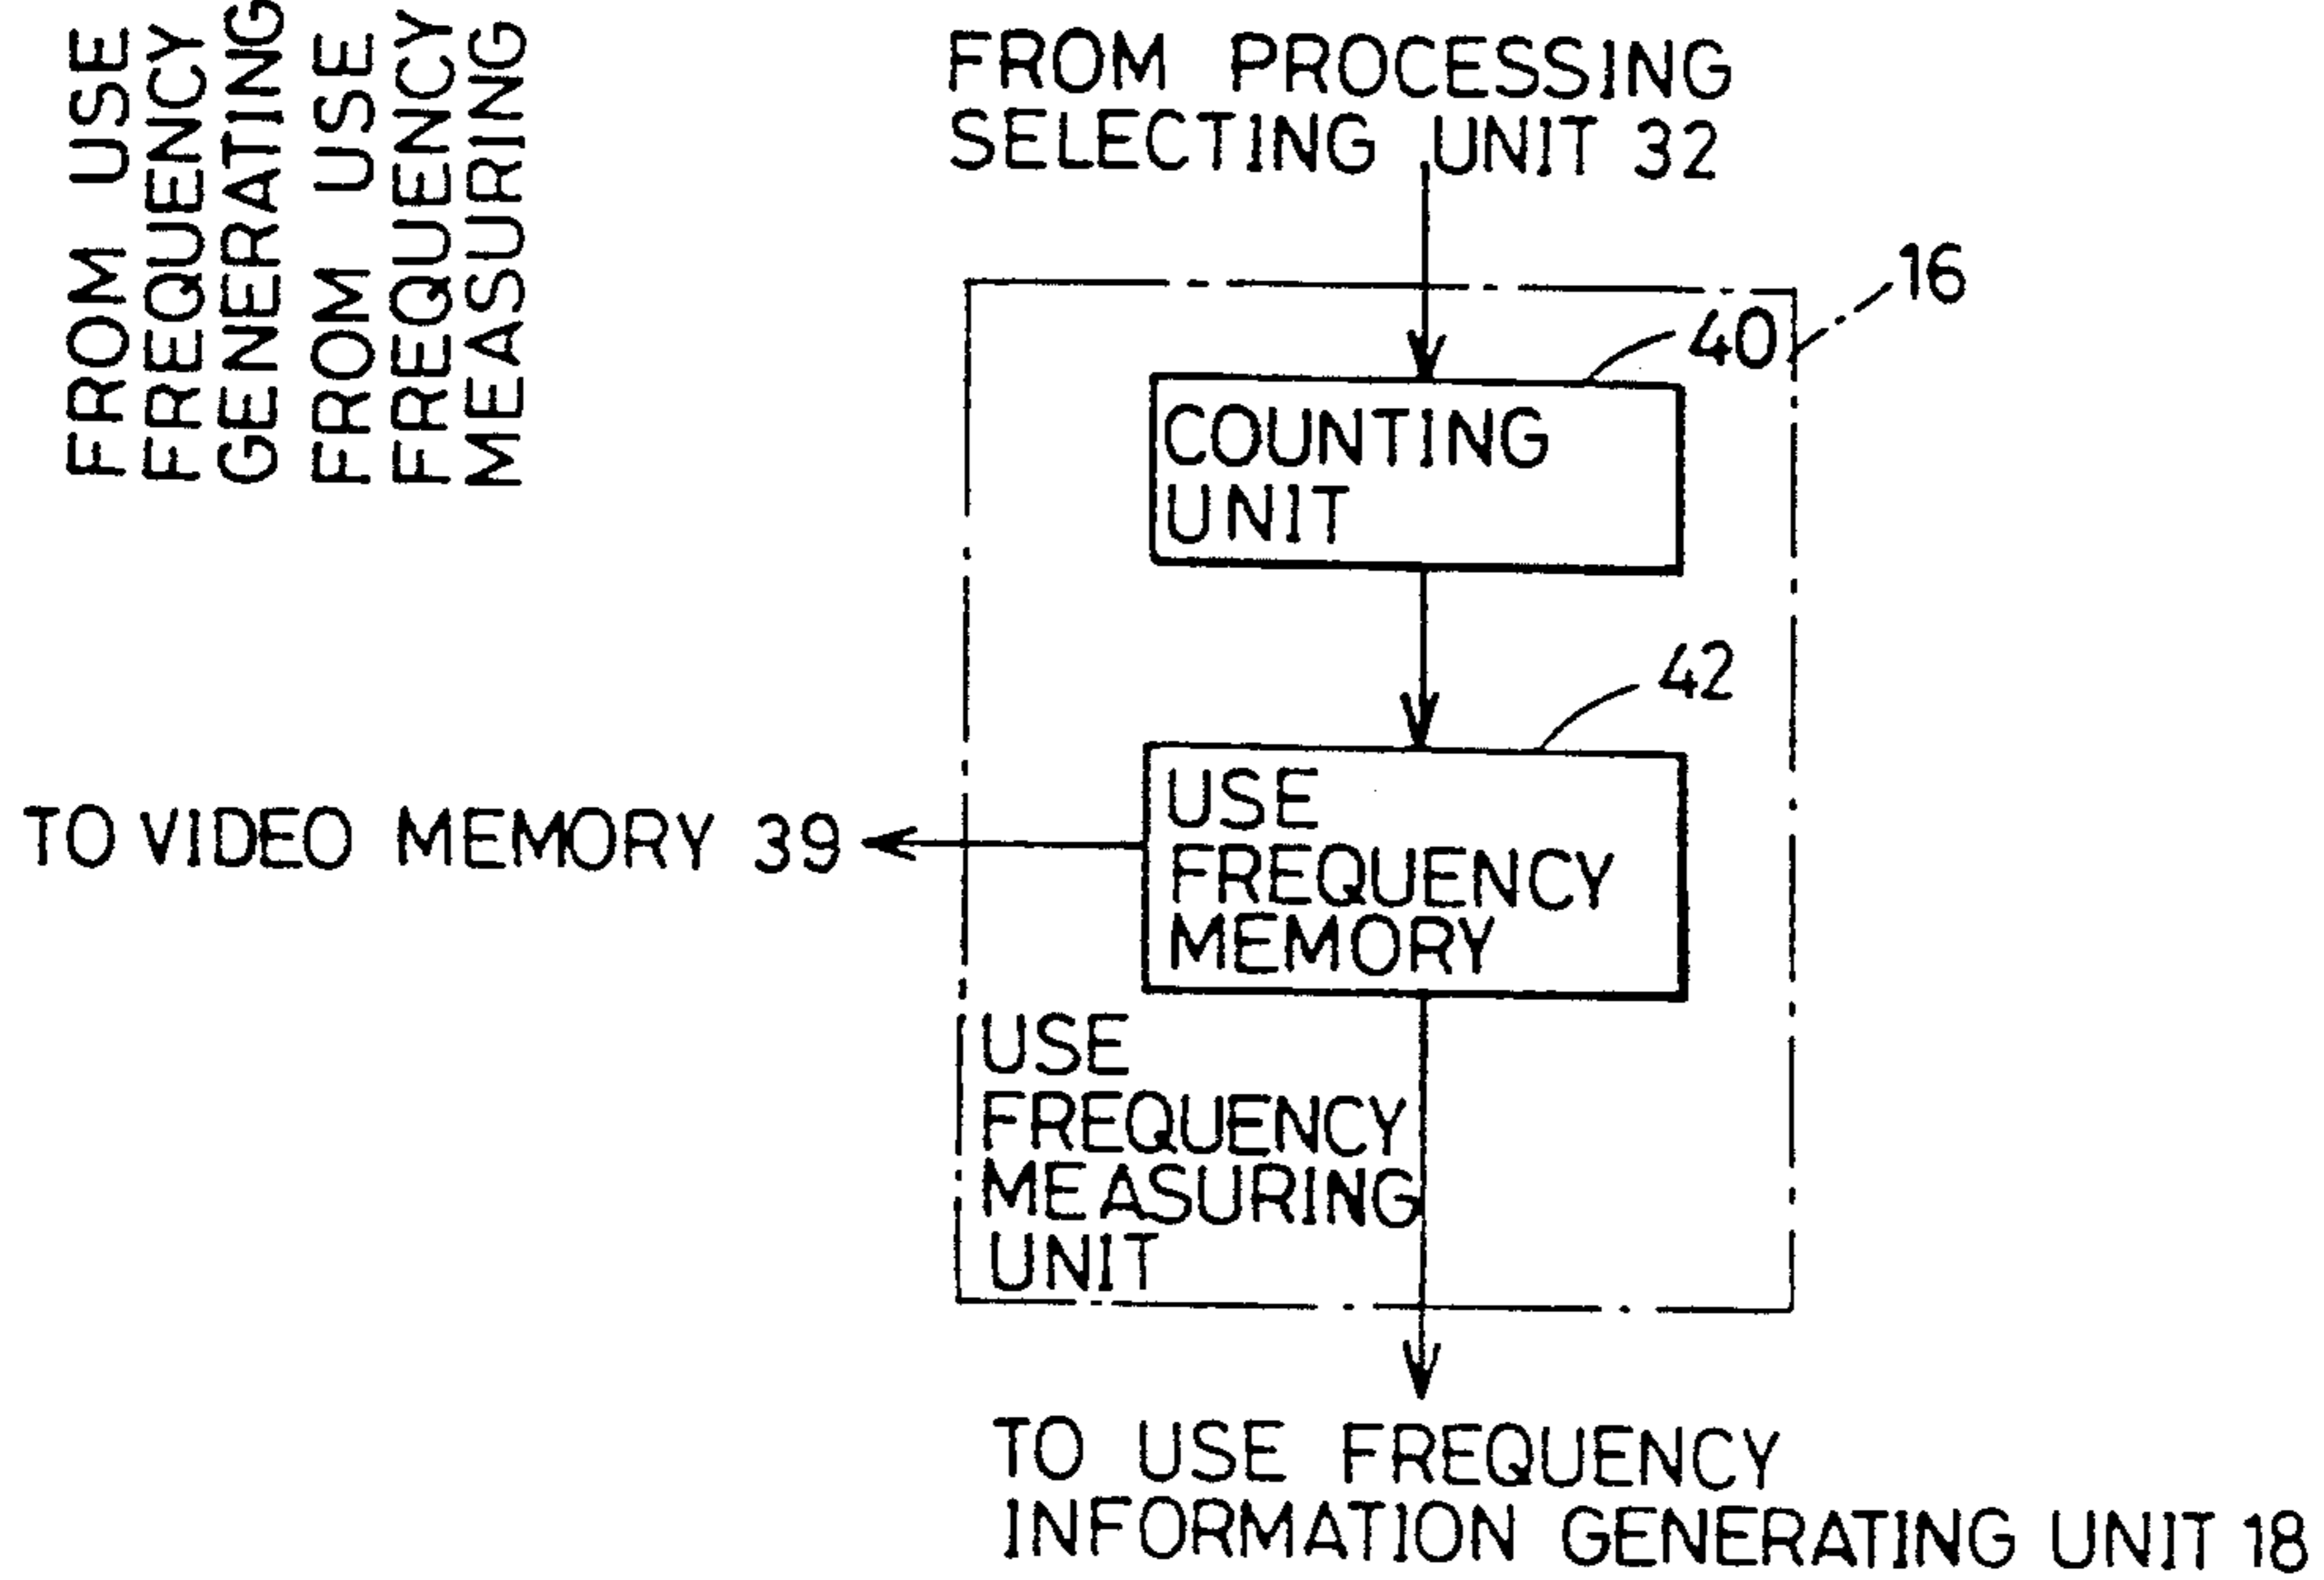 FROM USE
FREQUENCY
GENERATING
FROM USE
FREQUENCY
MEASURING
FROM PROCESSING
SELECTING UNIT 32
16
40
COUNTING
UNIT
42
USE
FREQUENCY
MEMORY
TO VIDEO MEMORY 39
USE
FREQUENCY
MEASURING
UNIT
TO USE FREQUENCY
INFORMATION GENERATING UNIT 18